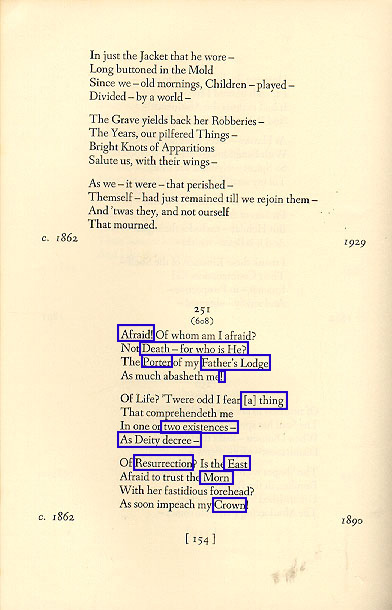 In just the Jacket that he wore –
Long buttoned in the Mold
Since we – old mornings, Children – played –
Divided – by a world –
The Grave yields back her Robberies –
The Years, our pilfered Things –
Bright Knots of Apparitions
Salute us, with their wings –
As we – it were – that perished –
Themself – had just remained till we rejoin them –
And 'twas they, and not ourself
That mourned.
c. 1862 1929
251
(608)
Afraid! Of whom am I afraid?
Not Death – for who is He?
The Porter of my Father's Lodge
As much abasheth me!
Of Life? 'Twere odd I fear [a] thing
That comprehendeth me
In one or two existences –
As Deity decree –
Of Resurrection? Is the East
Afraid to trust the Morn
With her fastidious forehead?
As soon impeach my Crown!
c. 1862 1890
[ 154 ]